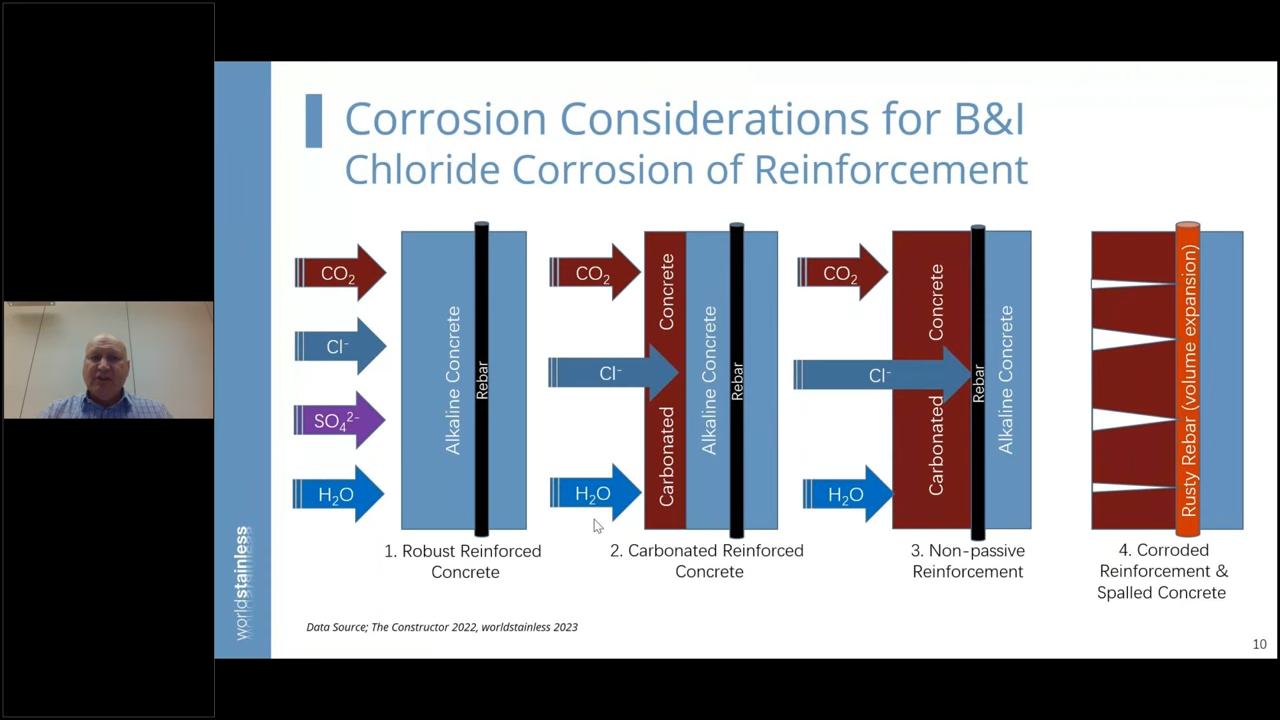 Corrosion Considerations for B&I
Chloride Corrosion of Reinforcement
CO₂
Cl⁻
SO₄²⁻
H₂O
Alkaline Concrete
Rebar
1. Robust Reinforced
Concrete
CO₂
Cl⁻
H₂O
Carbonated Concrete
Alkaline Concrete
Rebar
2. Carbonated Reinforced
Concrete
CO₂
Cl⁻
H₂O
Carbonated Concrete
Rebar
Alkaline Concrete
3. Non-passive
Reinforcement
Rusty Rebar (volume expansion)
4. Corroded
Reinforcement &
Spalled Concrete
Data Source; The Constructor 2022, worldstainless 2023
worldstainless
10